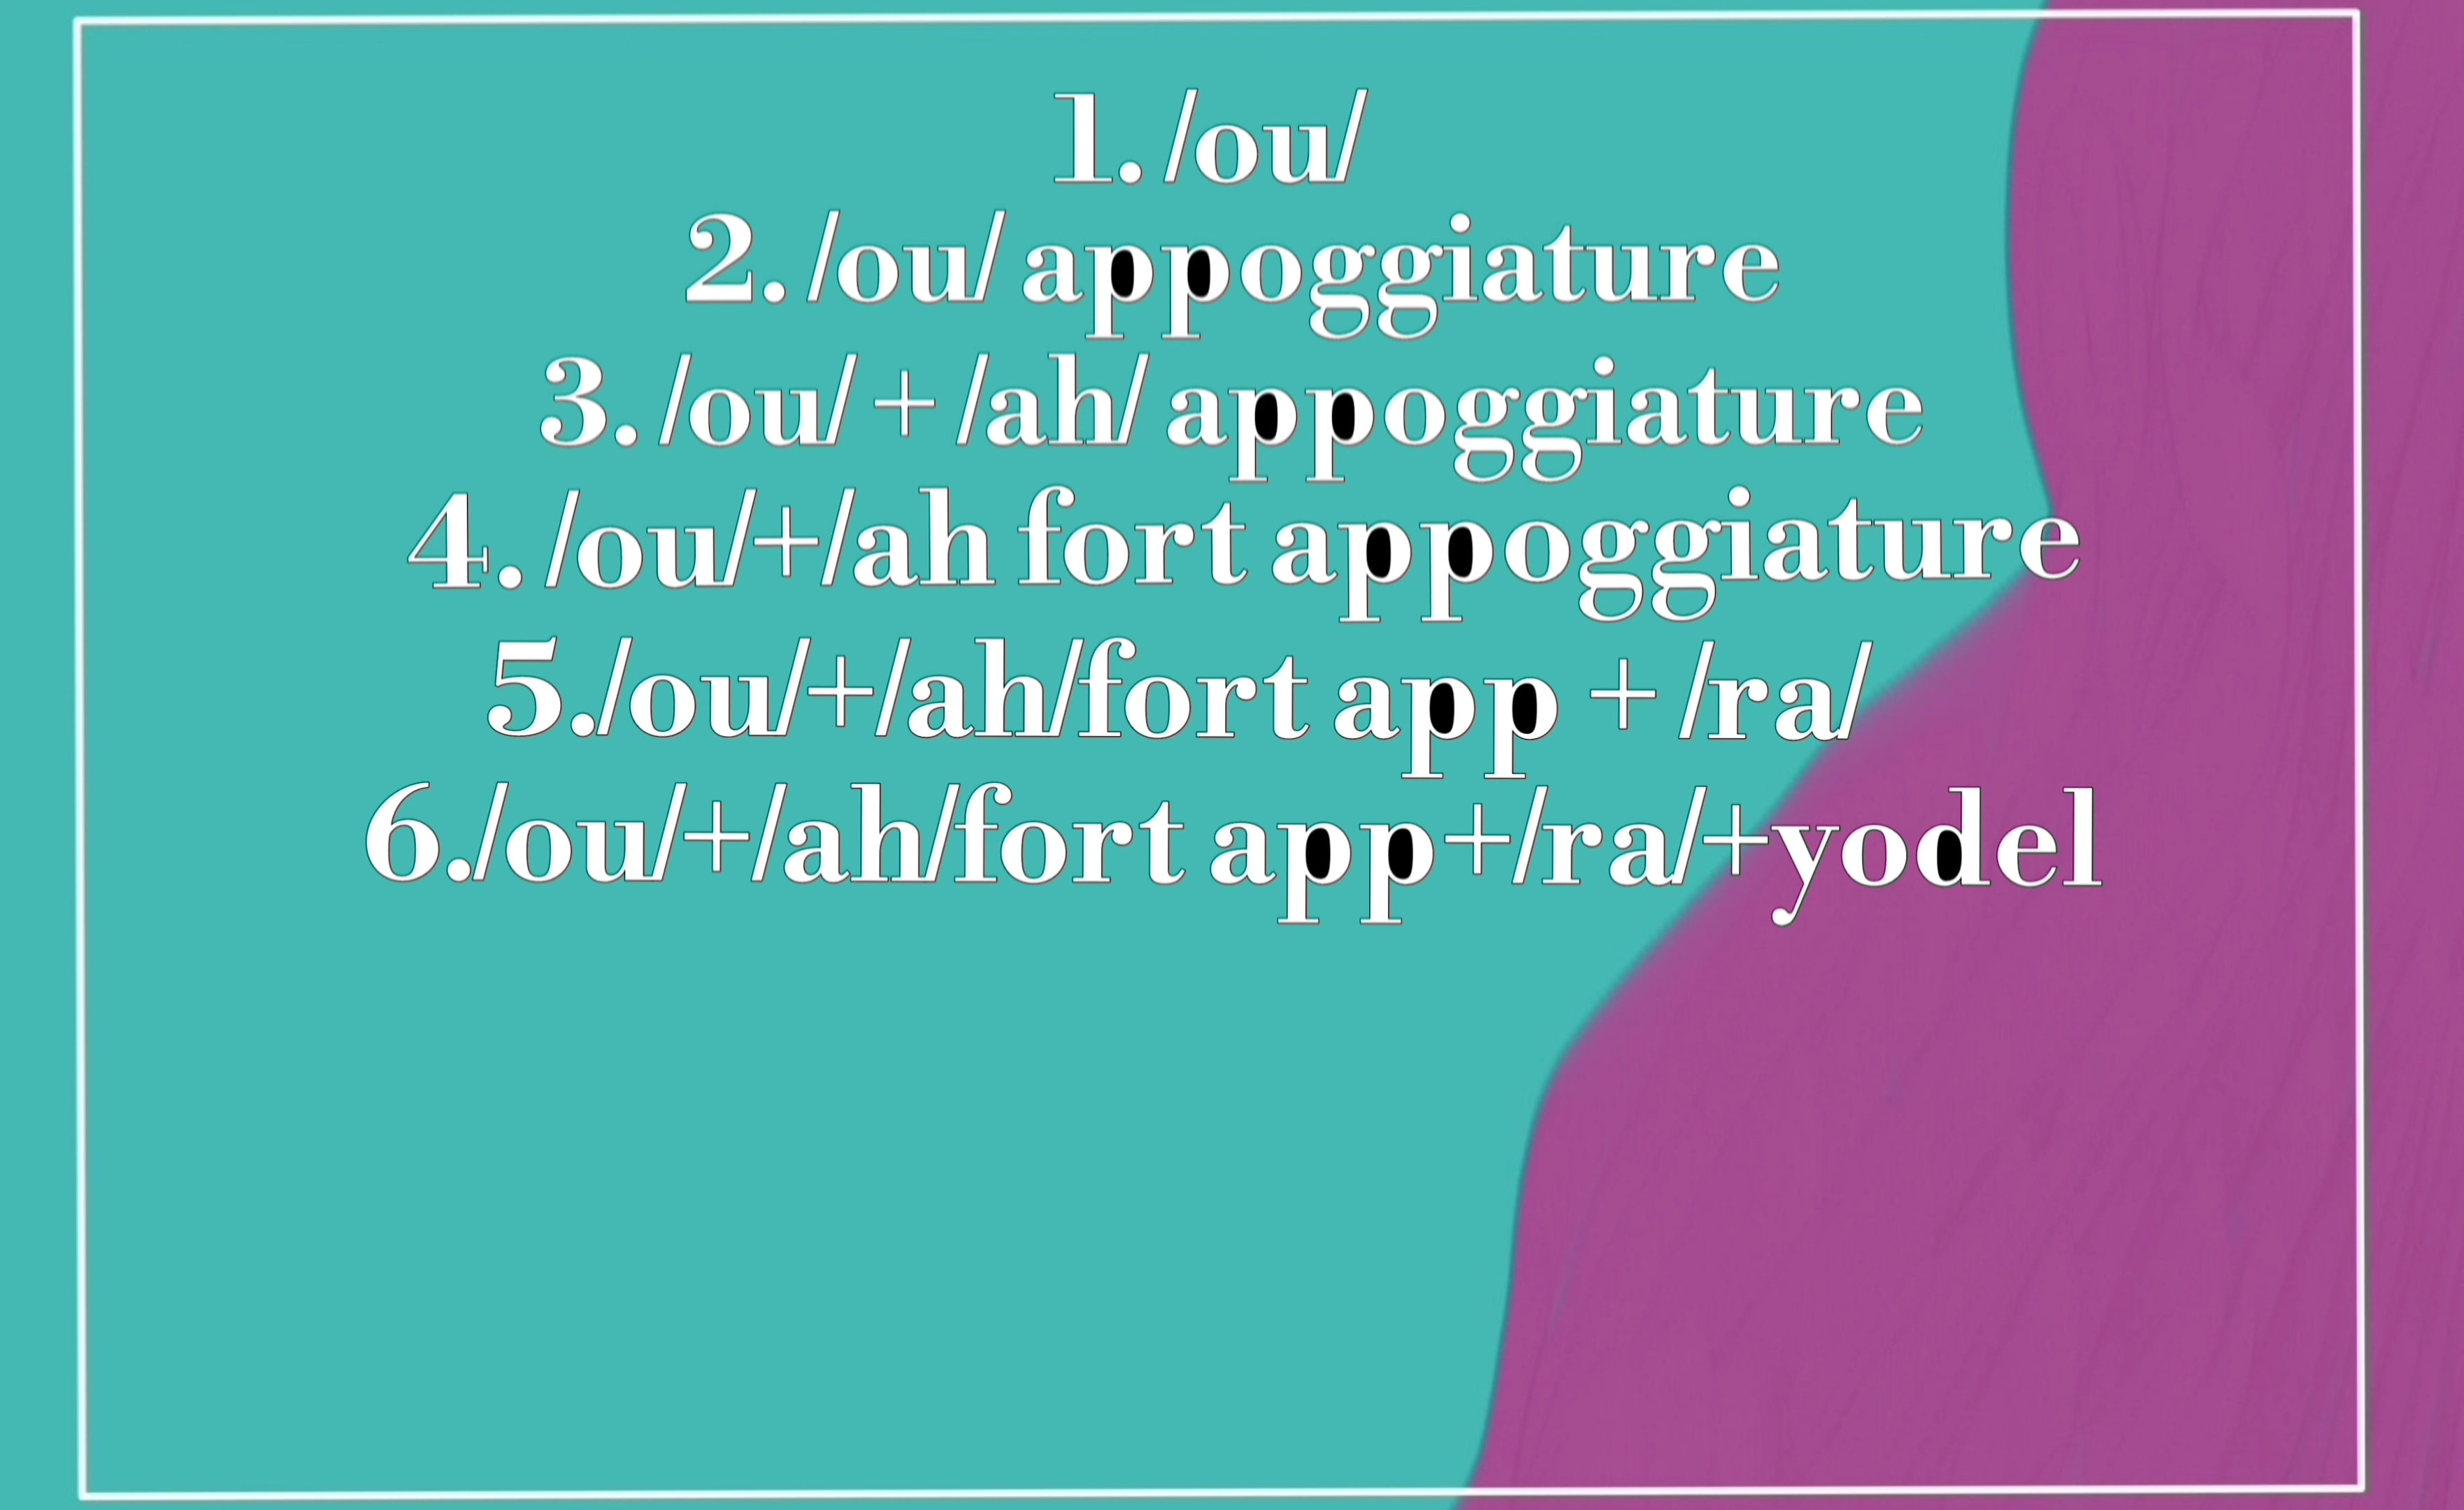 1. /ou/
2. /ou/ appoggiature
3. /ou/ + /ah/ appoggiature
4. /ou/+/ah fort appoggiature
5./ou/+/ah/fort app + /ra/
6./ou/+/ah/fort app+/ra/+yodel